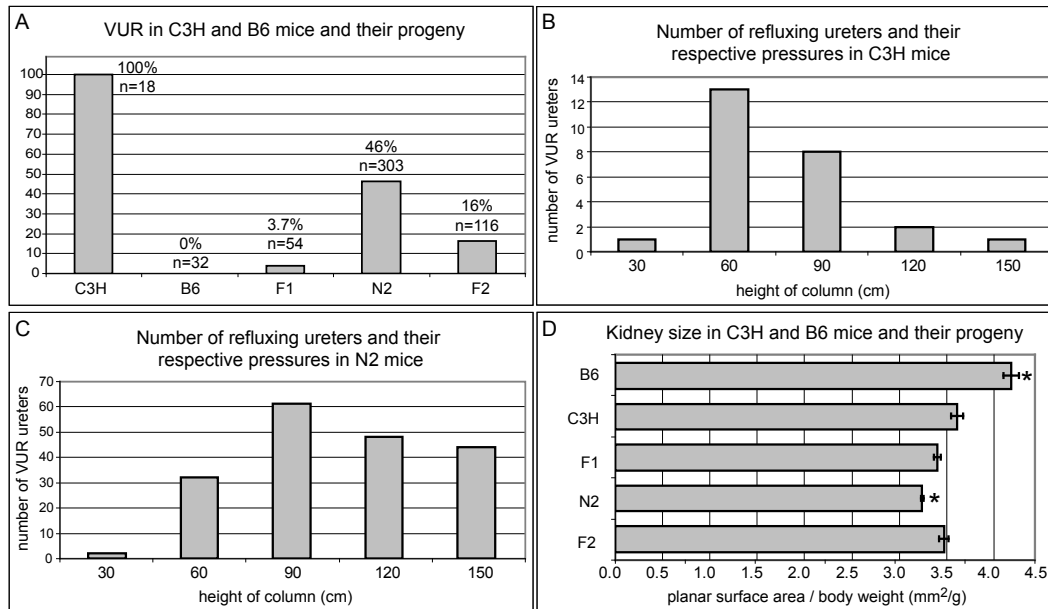 A
VUR in C3H and B6 mice and their progeny
100
90
80
70
60
50
40
30
20
10
0
100%
n=18
0%
n=32
3.7%
n=54
46%
n=303
16%
n=116
C3H B6 F1 N2 F2
B
Number of refluxing ureters and their
respective pressures in C3H mice
number of VUR ureters
14
12
10
8
6
4
2
0
30 60 90 120 150
height of column (cm)
C
Number of refluxing ureters and their
respective pressures in N2 mice
number of VUR ureters
70
60
50
40
30
20
10
0
30 60 90 120 150
height of column (cm)
D
Kidney size in C3H and B6 mice and their progeny
B6 *
C3H
F1
N2 *
F2
0.0 0.5 1.0 1.5 2.0 2.5 3.0 3.5 4.0 4.5
planar surface area / body weight (mm²/g)